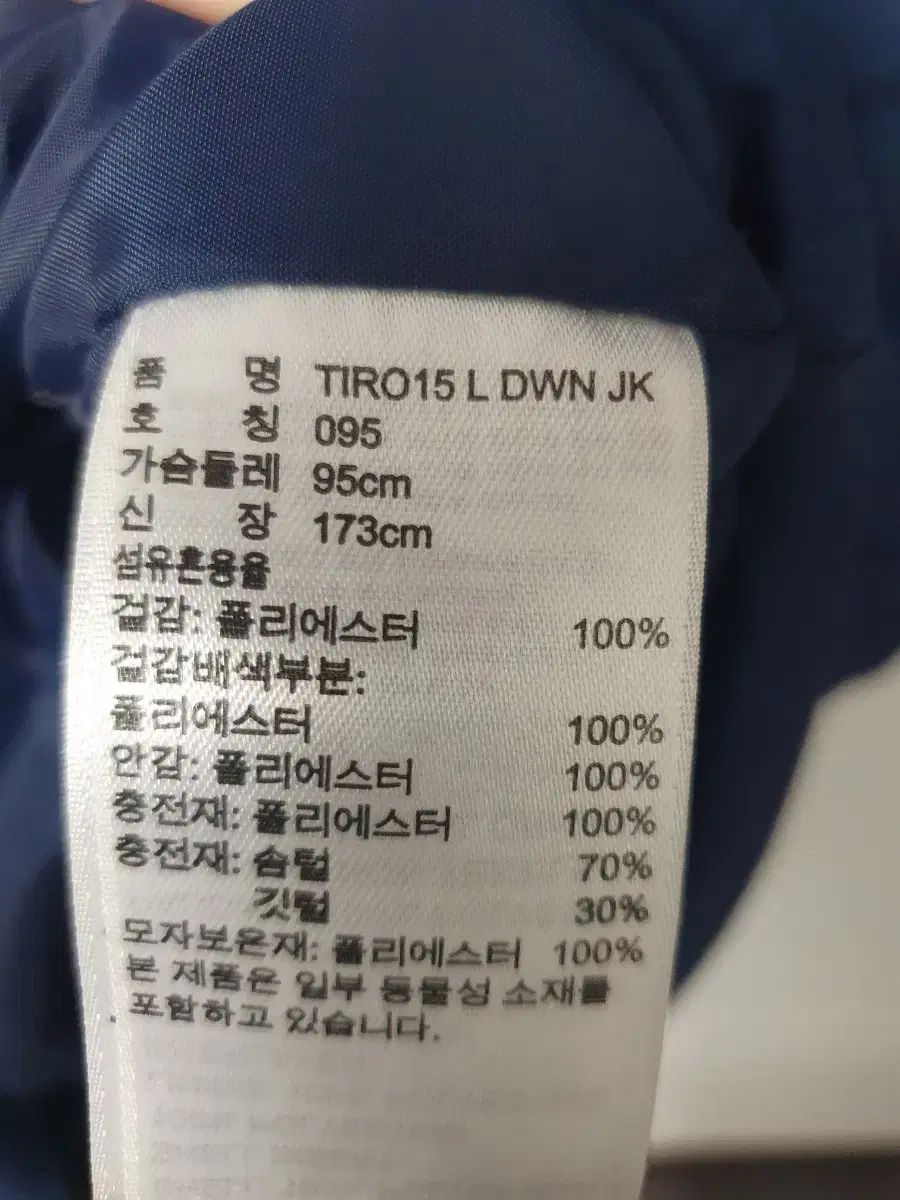 품 명 TIRO15 L DWN JK
호 칭 095
가슴둘레 95cm
신 장 173cm
섬유혼용율
겉감: 폴리에스터 100%
겉감배색부분:
폴리에스터 100%
안감: 폴리에스터 100%
충전재: 폴리에스터 100%
충전재: 솜털 70%
깃털 30%
모자보온재: 폴리에스터 100%
본 제품은 일부 동물성 소재를
포함하고 있습니다.